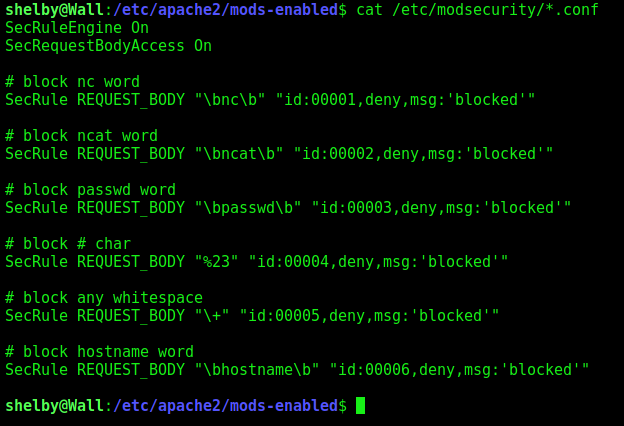 shelby@Wall:/etc/apache2/mods-enabled$ cat /etc/modsecurity/*.conf
SecRuleEngine On
SecRequestBodyAccess On
# block nc word
SecRule REQUEST_BODY "\bnc\b" "id:00001,deny,msg:'blocked'"
# block ncat word
SecRule REQUEST_BODY "\bncat\b" "id:00002,deny,msg:'blocked'"
# block passwd word
SecRule REQUEST_BODY "\bpasswd\b" "id:00003,deny,msg:'blocked'"
# block # char
SecRule REQUEST_BODY "%23" "id:00004,deny,msg:'blocked'"
# block any whitespace
SecRule REQUEST_BODY "\+" "id:00005,deny,msg:'blocked'"
# block hostname word
SecRule REQUEST_BODY "\bhostname\b" "id:00006,deny,msg:'blocked'"
shelby@Wall:/etc/apache2/mods-enabled$